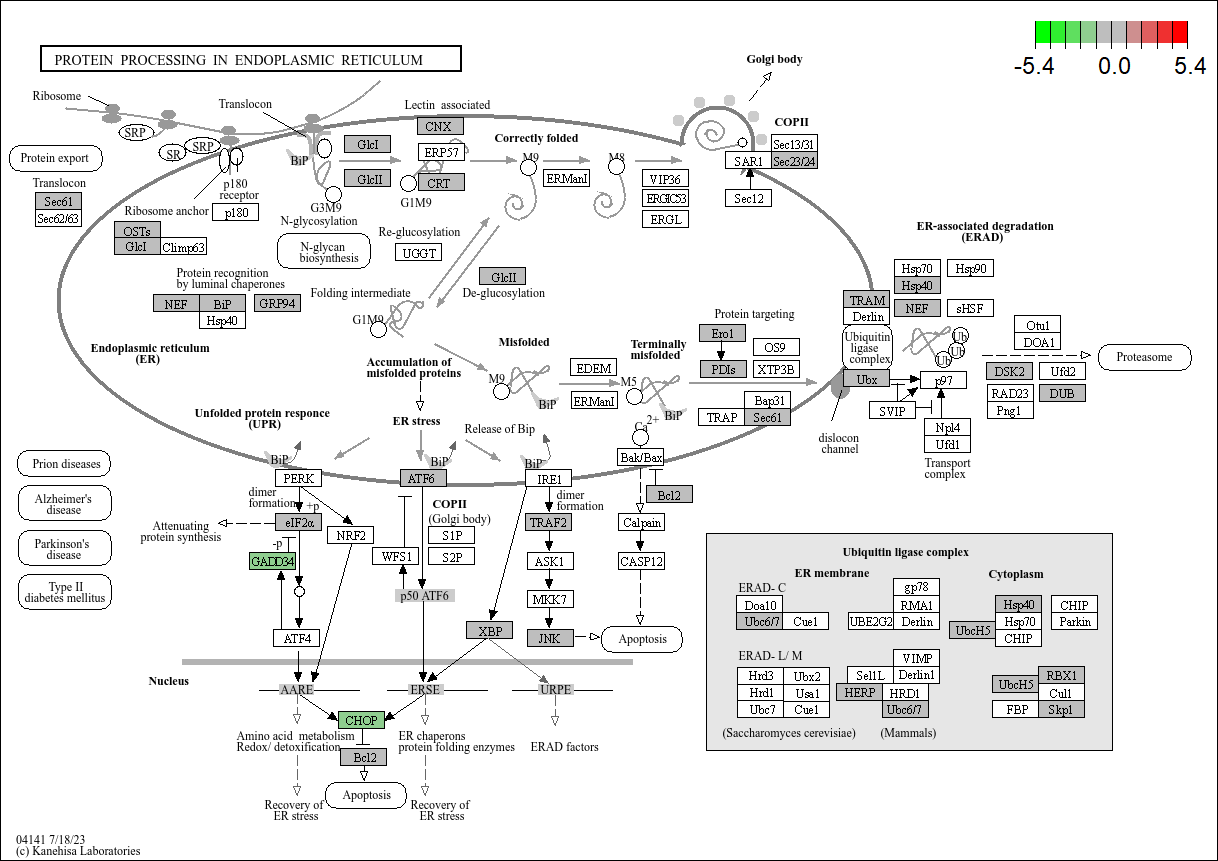 -5.4 0.0 5.4
PROTEIN PROCESSING IN ENDOPLASMIC RETICULUM
Golgi body
Ribosome
Translocon
Lectin associated
SRP
SR
SRP
BiP
GlcI
GlcII
CNX
ERP57
CRT
G1M9
Correctly folded
M9
M8
ERManI
VIP36
ERGIC53
ERGL
COPII
Sec13/31
SAR1
Sec23/24
Sec12
Protein export
Translocon
Sec61
Sec62/63
p180
receptor
Ribosome anchor
p180
OSTs
GlcI
Climp63
G3M9
N-glycosylation
N-glycan
biosynthesis
Re-glucosylation
UGGT
ER-associated degradation
(ERAD)
Protein recognition
by luminal chaperones
NEF
BiP
GRP94
Hsp40
Folding intermediate
G1M9
GlcII
De-glucosylation
Hsp70
Hsp90
Hsp40
TRAM
NEF
sHSF
Derlin
Ubiquitin
ligase
complex
Ub
Ub
Ub
Otu1
DOA1
Proteasome
Endoplasmic reticulum
(ER)
Accumulation of
misfolded proteins
Misfolded
Terminally
misfolded
Protein targeting
Ero1
OS9
PDIs
XTP3B
M9
BiP
EDEM
ERManI
M5
BiP
Ubx
p97
DSK2
Ufd2
RAD23
DUB
Png1
SVIP
Npl4
Ufd1
Transport
complex
dislocon
channel
Bap31
TRAP
Sec61
Ca2+
Unfolded protein responce
(UPR)
ER stress
Release of Bip
BiP
BiP
BiP
PERK
ATF6
IRE1
Bak/Bax
Bcl2
Prion diseases
Alzheimer's
disease
Parkinson's
disease
Type II
diabetes mellitus
dimer
formation
+p
eIF2α
-p
Attenuating
protein synthesis
GADD34
NRF2
ATF4
COPII
(Golgi body)
S1P
S2P
WFS1
p50 ATF6
dimer
formation
TRAF2
ASK1
MKK7
JNK
XBP
Calpain
CASP12
Apoptosis
Nucleus
AARE
ERSE
URPE
CHOP
Amino acid metabolism
Redox/ detoxification
ER chaperons
protein folding enzymes
ERAD factors
Bcl2
Apoptosis
Recovery of
ER stress
Recovery of
ER stress
Ubiquitin ligase complex
ER membrane
Cytoplasm
ERAD- C
Doa10
Ubc6/7
Cue1
gp78
RMA1
UBE2G2
Derlin
Hsp40
CHIP
UbcH5
Hsp70
Parkin
CHIP
ERAD- L/ M
Hrd3
Ubx2
Hrd1
Usa1
Ubc7
Cue1
VIMP
Sel1L
Derlin1
HERP
HRD1
Ubc6/7
UbcH5
RBX1
Cul1
FBP
Skp1
(Saccharomyces cerevisiae)
(Mammals)
04141 7/18/23
(c) Kanehisa Laboratories